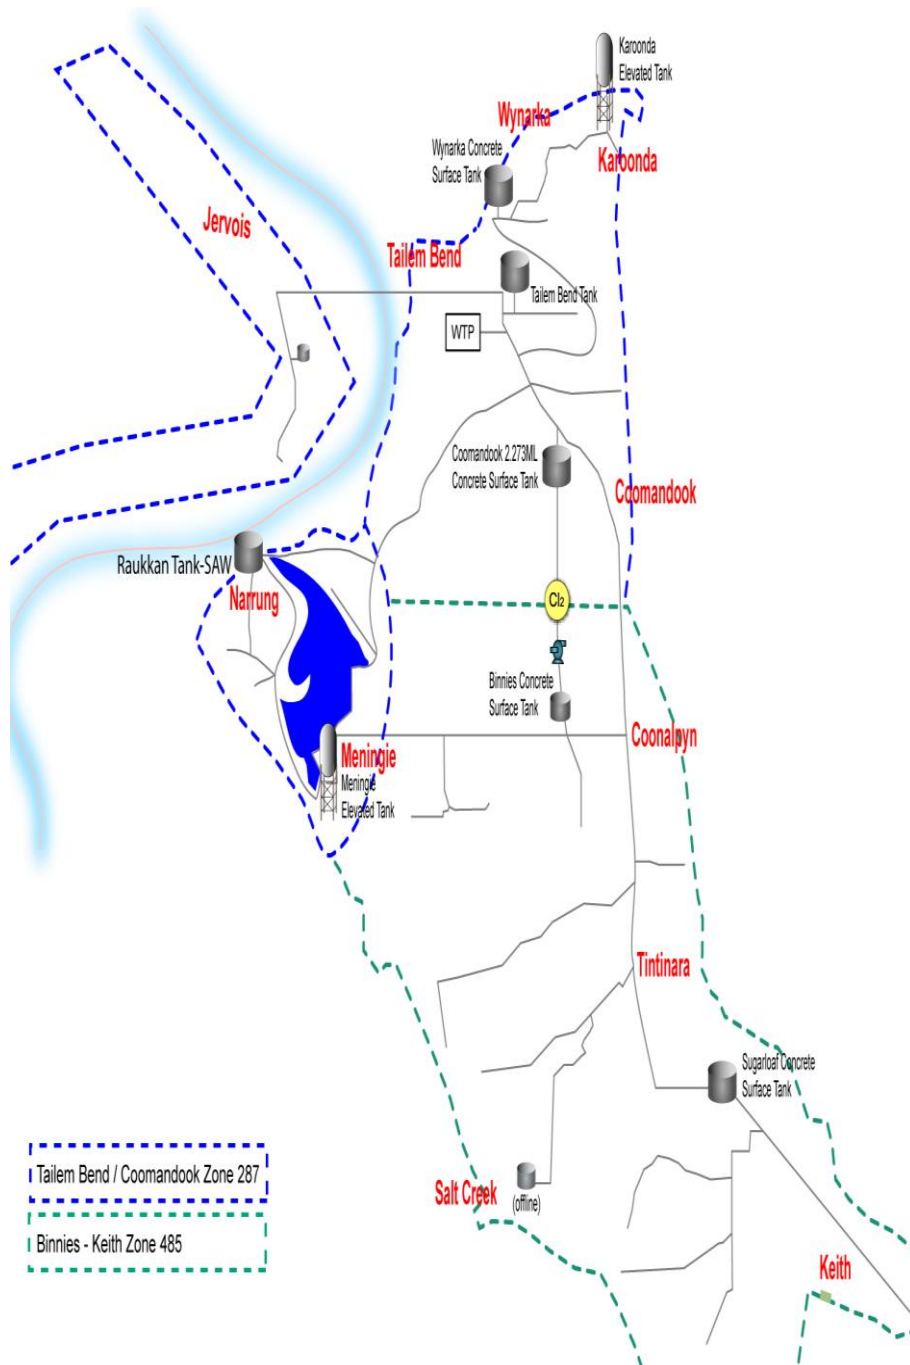 Karoonda
Elevated Tank
Wynarka
Wynarka Concrete
Surface Tank
Karoonda
Jervois
Tailem Bend
Tailem Bend Tank
WTP
Coomandook 2.273ML
Concrete Surface Tank
Coomandook
Raukkan Tank-SAW
Narrung
Cl2
Binnies Concrete
Surface Tank
Coonalpyn
Meningie
Meningie
Elevated Tank
Tintinara
Sugarloaf Concrete
Surface Tank
Salt Creek
(offline)
Keith
Tailem Bend / Coomandook Zone 287
Binnies - Keith Zone 485